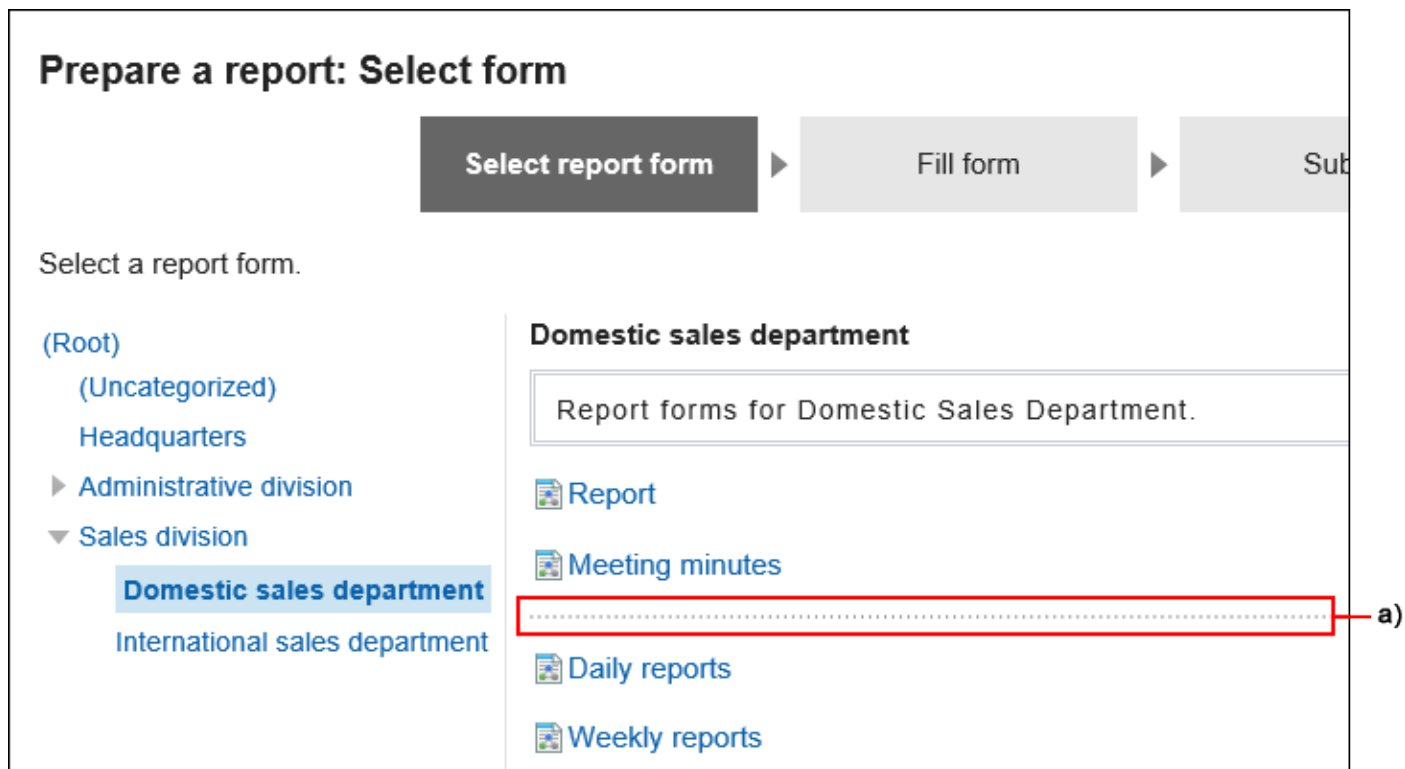 Prepare a report: Select form
Select report form
Fill form
Select a report form.
(Root)
(Uncategorized)
Headquarters
Administrative division
Sales division
Domestic sales department
International sales department
Domestic sales department
Report forms for Domestic Sales Department.
Report
Meeting minutes
a)
Daily reports
Weekly reports